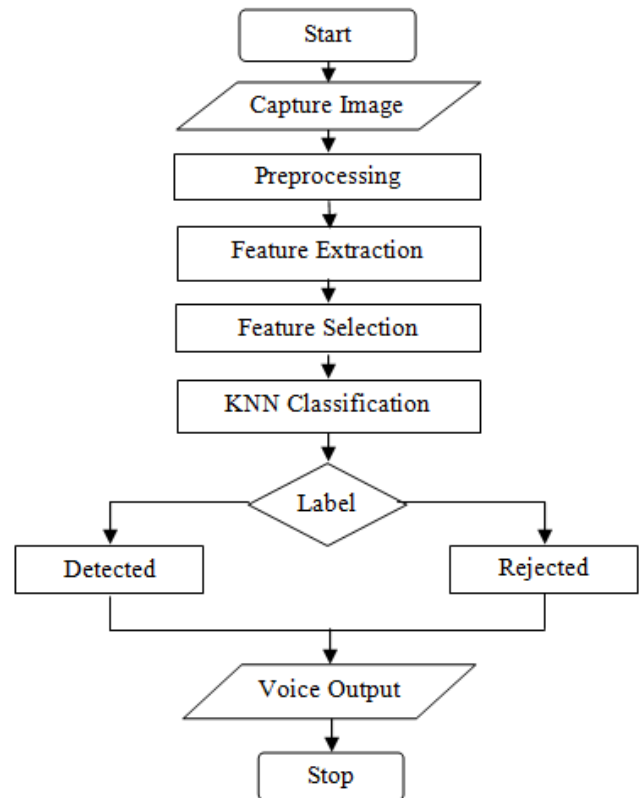 Start
Capture Image
Preprocessing
Feature Extraction
Feature Selection
KNN Classification
Label
Detected
Rejected
Voice Output
Stop